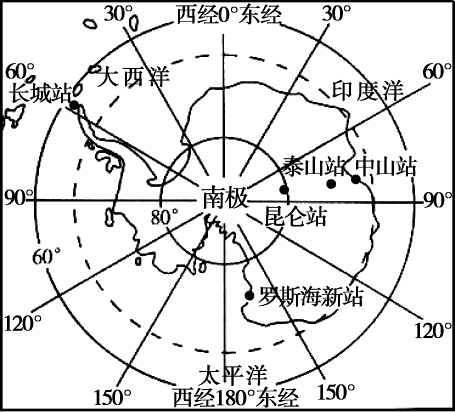 30° 西经0°东经 30°
60° 大西洋 印度洋 60°
长城站
泰山站 中山站
90° 80° 南极 90°
昆仑站
60°
罗斯海新站
120° 120°
太平洋
150° 西经180°东经 150°